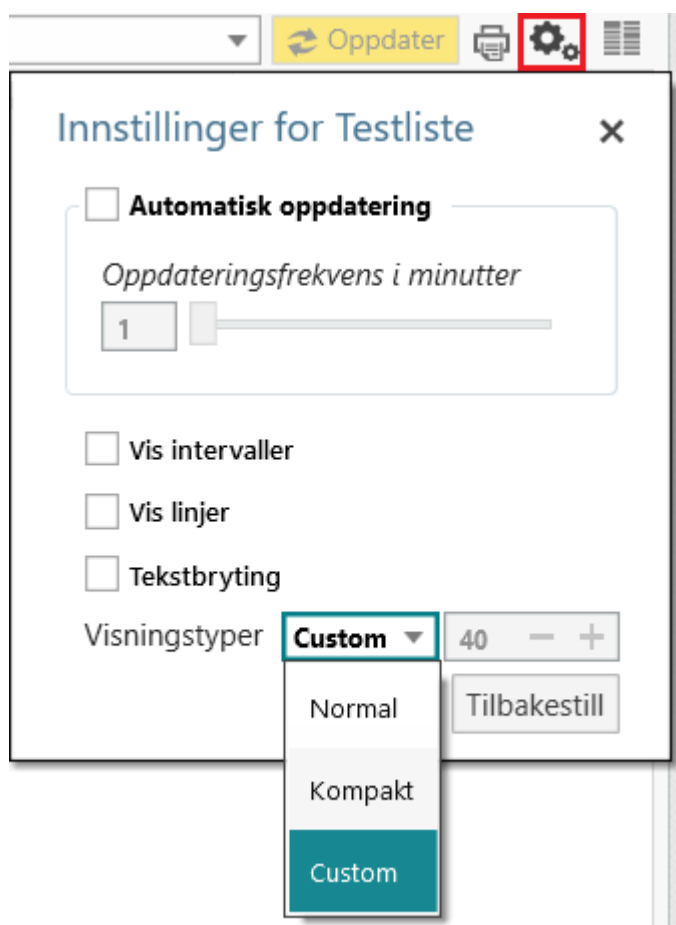 Oppdater
Innstillinger for Testliste
Automatisk oppdatering
Oppdateringsfrekvens i minutter
1
Vis intervaller
Vis linjer
Tekstbryting
Visningstyper Custom 40
Normal Tilbakestill
Kompakt
Custom